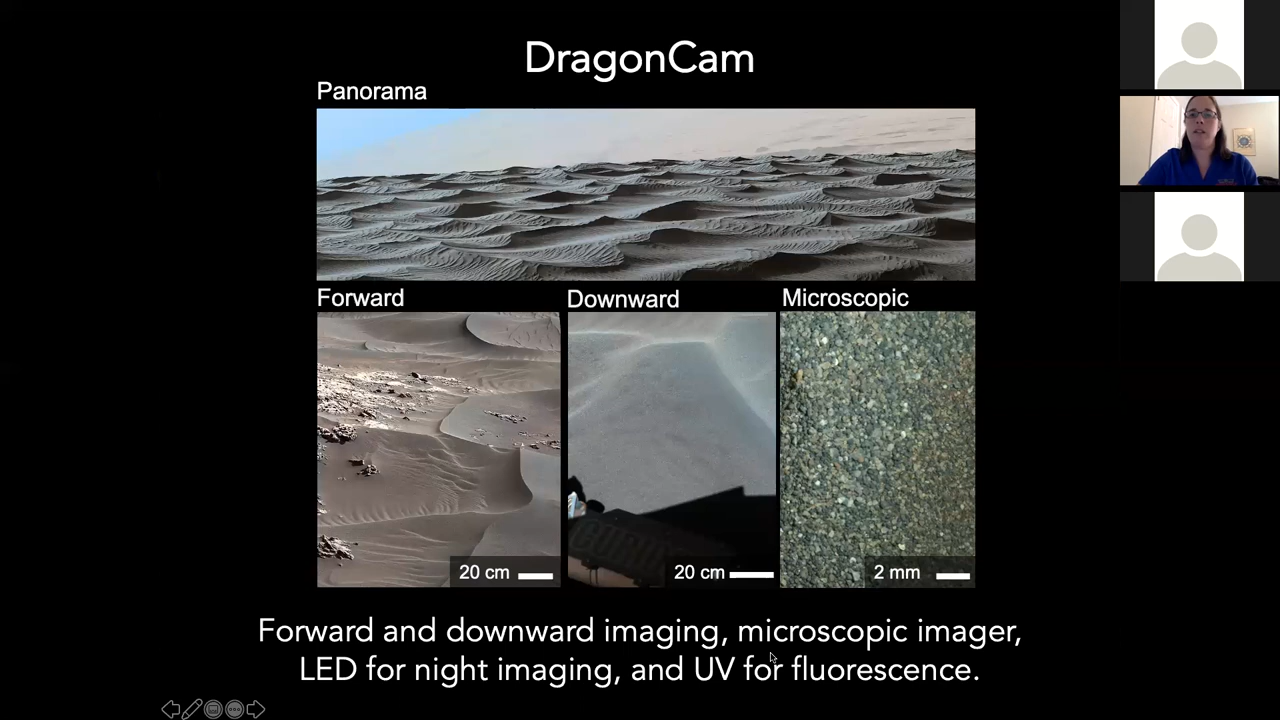 DragonCam
Panorama
Forward
Downward
Microscopic
20 cm
20 cm
2 mm
Forward and downward imaging, microscopic imager,
LED for night imaging, and UV for fluorescence.